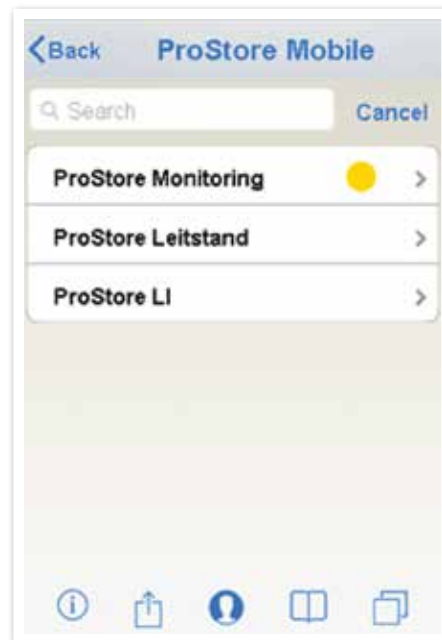 Back ProStore Mobile
Search Cancel
ProStore Monitoring
ProStore Leitstand
ProStore LI